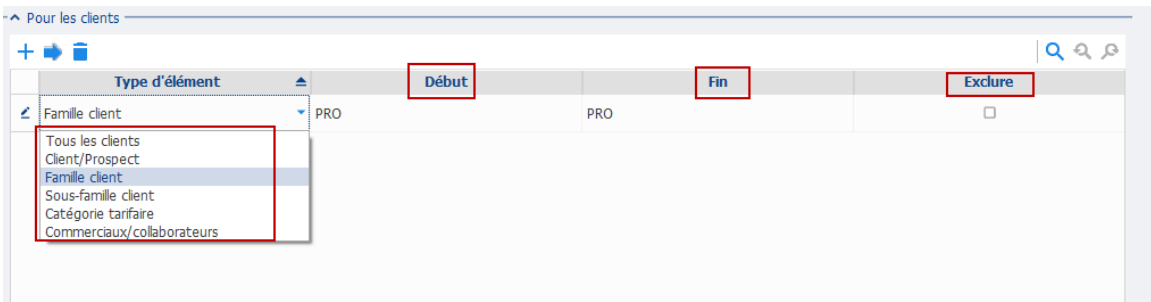 Pour les clients
Type d'élément Début Fin Exclure
Famille client PRO PRO
Tous les clients
Client/Prospect
Famille client
Sous-famille client
Catégorie tarifaire
Commerciaux/collaborateurs